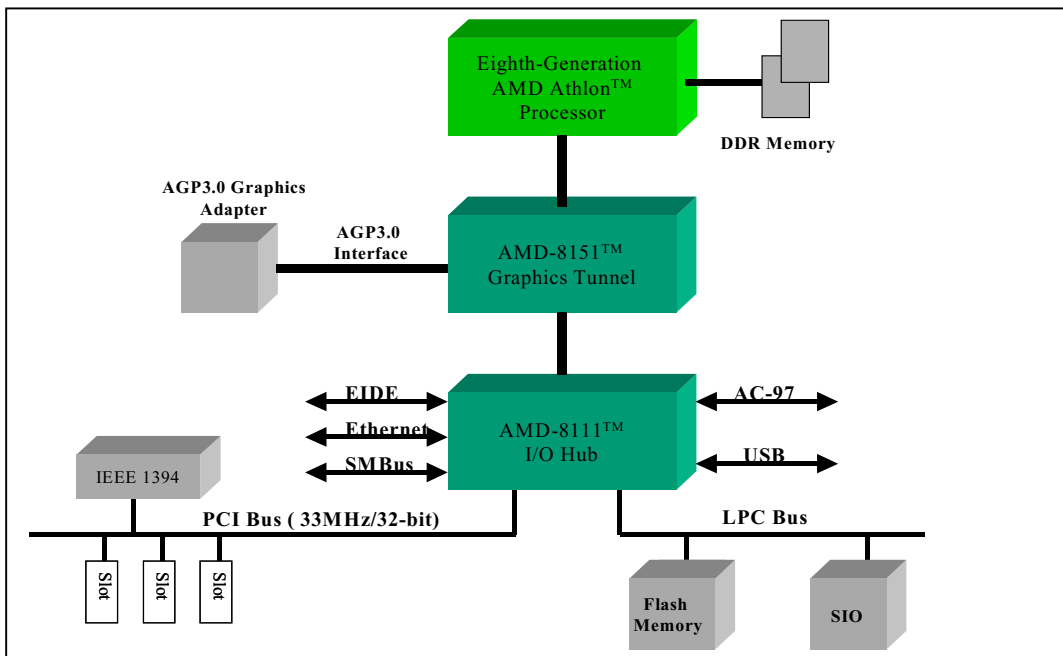 Eighth-Generation
AMD Athlon™
Processor
DDR Memory
AGP3.0 Graphics
Adapter
AGP3.0
Interface
AMD-8151™
Graphics Tunnel
EIDE
Ethernet
SMBus
AMD-8111™
I/O Hub
AC-97
USB
IEEE 1394
PCI Bus ( 33MHz/32-bit)
LPC Bus
Slot
Slot
Slot
Flash
Memory
SIO